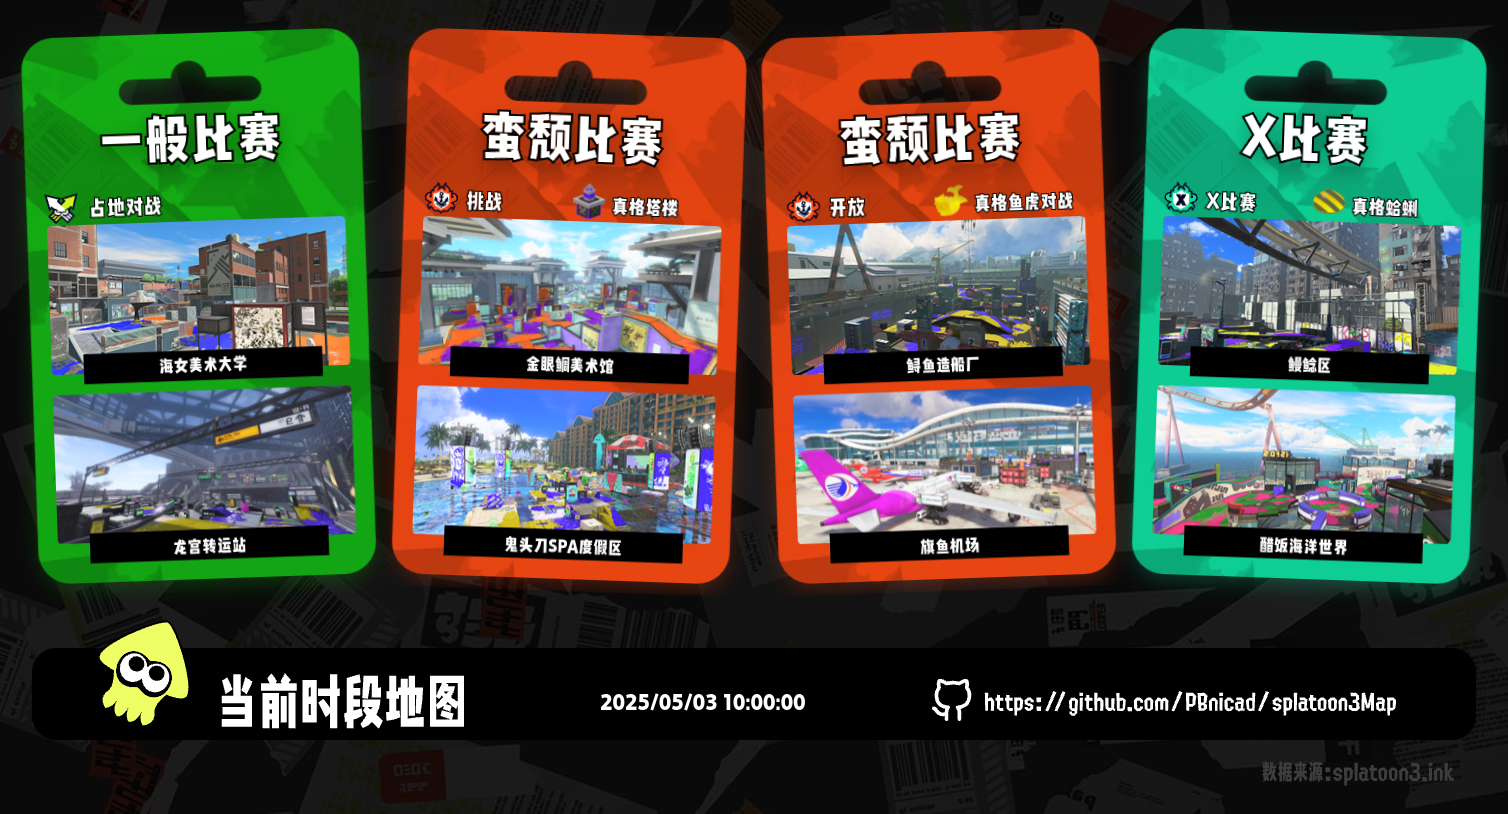 一般比赛
占地对战
海女美术大学
龙宫转运站
蛮颓比赛
挑战
真格塔楼
金眼鲷美术馆
鬼头刀SPA度假区
蛮颓比赛
开放
真格鱼虎对战
鲟鱼造船厂
旗鱼机场
X比赛
X比赛
真格蛤蜊
鳗鲶区
醋饭海洋世界
当前时段地图
2025/05/03 10:00:00
https://github.com/PBnicad/splatoon3Map
数据来源:splatoon3.ink